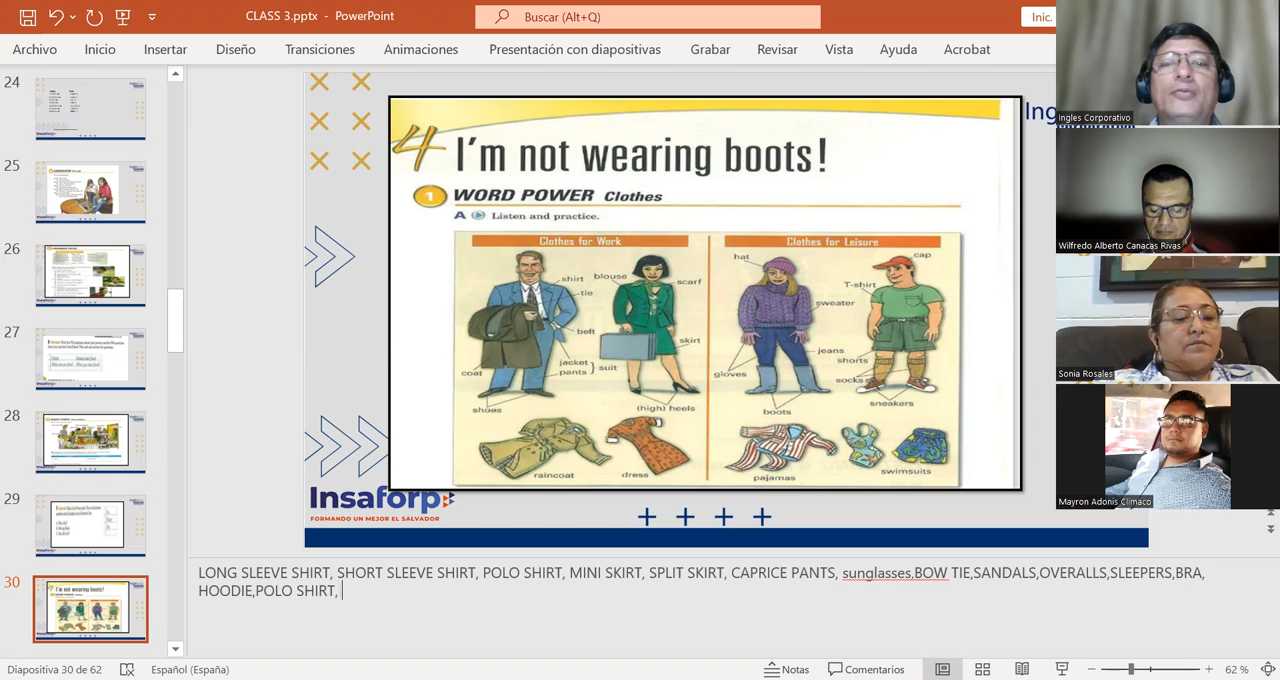 CLASS 3.pptx - PowerPoint
Buscar (Alt+Q)
Inic.
Archivo Inicio Insertar Diseño Transiciones Animaciones Presentación con diapositivas Grabar Revisar Vista Ayuda Acrobat
24
25
26
27
28
29
30
Ing
4 I'm not wearing boots!
1 WORD POWER Clothes
A Listen and practice.
Clothes for Work
shirt
tie
belt
jacket
pants
suit
coat
shoes
blouse
scarf
skirt
(high) heels
raincoat
dress
Clothes for Leisure
hat
cap
T-shirt
sweater
jeans
shorts
gloves
socks
boots
sneakers
pajamas
swimsuits
Insaforp
FORMANDO UN MEJOR EL SALVADOR
LONG SLEEVE SHIRT, SHORT SLEEVE SHIRT, POLO SHIRT, MINI SKIRT, SPLIT SKIRT, CAPRICE PANTS, sunglasses,BOW TIE,SANDALS,OVERALLS,SLEEPERS,BRA,
HOODIE,POLO SHIRT,
Ingles Corporativo
Wilfredo Alberto Canacas Rivas
Sonia Rosales
Mayron Adonis Climaco
Diapositiva 30 de 62
Español (España)
Notas
Comentarios
62 %